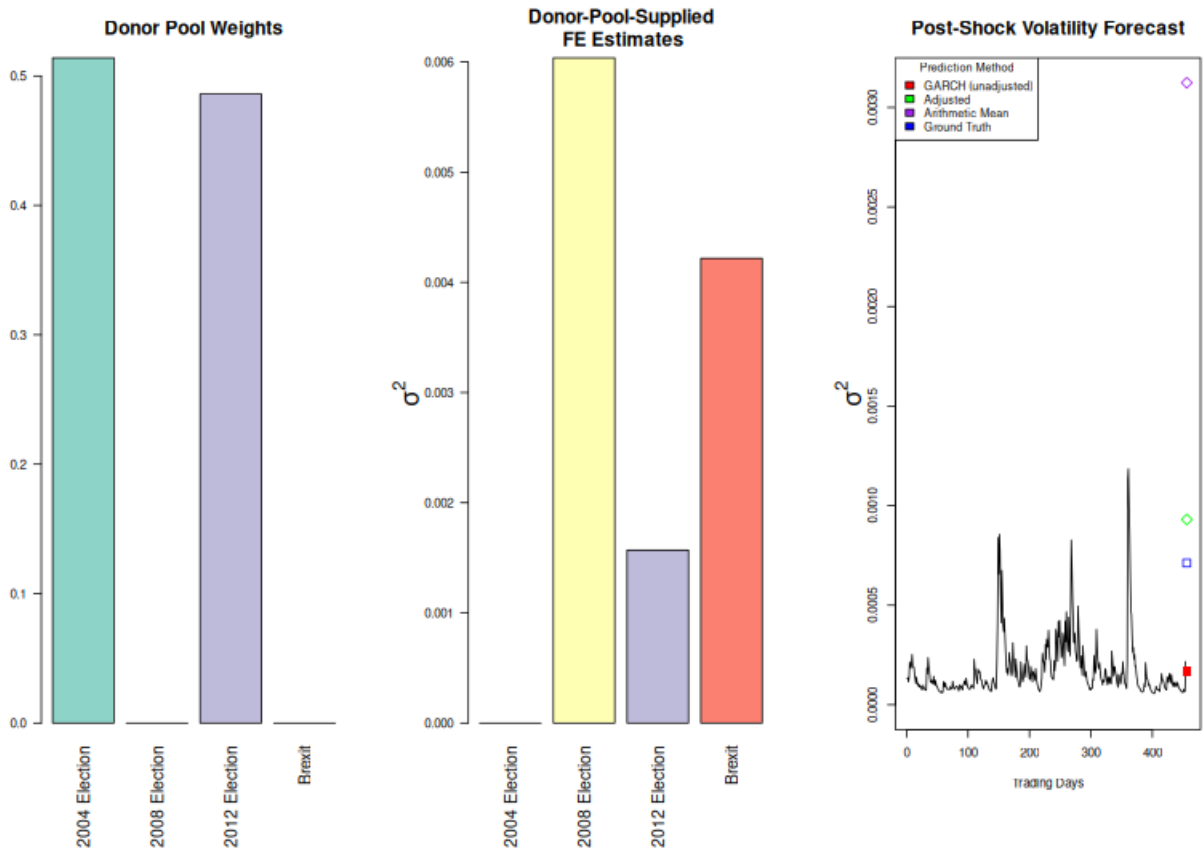 Donor Pool Weights
0.5
0.4
0.3
0.2
0.1
0.0
2004 Election
2008 Election
2012 Election
Brexit
Donor-Pool-Supplied
FE Estimates
σ²
0.006
0.005
0.004
0.003
0.002
0.001
0.000
2004 Election
2008 Election
2012 Election
Brexit
Post-Shock Volatility Forecast
Prediction Method
GARCH (unadjusted)
Adjusted
Arithmetic Mean
Ground Truth
σ²
0.0030
0.0025
0.0020
0.0015
0.0010
0.0005
0.0000
0
100
200
300
400
Trading Days